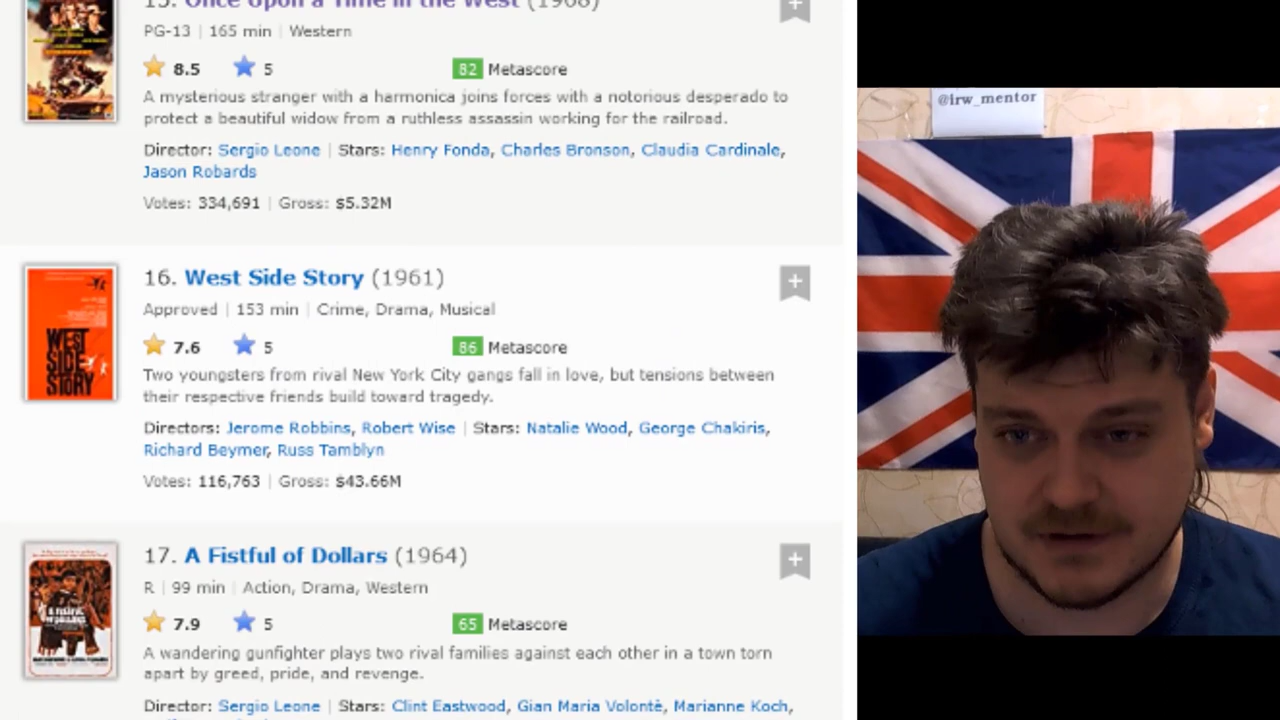 15. Once Upon a Time in the West (1968)
PG-13 | 165 min | Western
8.5 5 82 Metascore
A mysterious stranger with a harmonica joins forces with a notorious desperado to
protect a beautiful widow from a ruthless assassin working for the railroad.
Director: Sergio Leone | Stars: Henry Fonda, Charles Bronson, Claudia Cardinale,
Jason Robards
Votes: 334,691 | Gross: $5.32M
16. West Side Story (1961)
Approved | 153 min | Crime, Drama, Musical
7.6 5 86 Metascore
Two youngsters from rival New York City gangs fall in love, but tensions between
their respective friends build toward tragedy.
Directors: Jerome Robbins, Robert Wise | Stars: Natalie Wood, George Chakiris,
Richard Beymer, Russ Tamblyn
Votes: 116,763 | Gross: $43.66M
WEST
SIDE
STORY
17. A Fistful of Dollars (1964)
R | 99 min | Action, Drama, Western
7.9 5 65 Metascore
A wandering gunfighter plays two rival families against each other in a town torn
apart by greed, pride, and revenge.
Director: Sergio Leone | Stars: Clint Eastwood, Gian Maria Volontè, Marianne Koch,
@irw_mentor